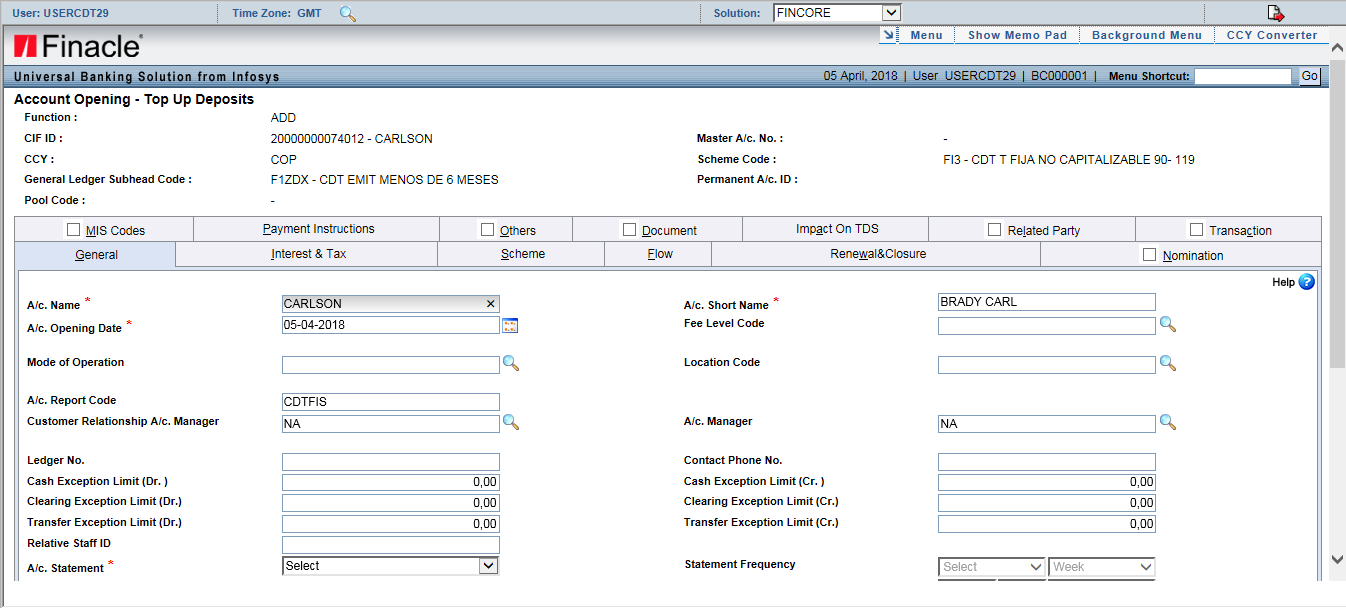 User: USERCDT29 Time Zone: GMT Solution: FINCORE
Finacle
Menu Show Memo Pad Background Menu CCY Converter
Universal Banking Solution from Infosys 05 April, 2018 | User USERCDT29 | BC000001 | Menu Shortcut: Go
Account Opening - Top Up Deposits
Function : ADD
CIF ID : 20000000074012 - CARLSON Master A/c. No. : -
CCY : COP Scheme Code : FI3 - CDT T FIJA NO CAPITALIZABLE 90- 119
General Ledger Subhead Code : F1ZDX - CDT EMIT MENOS DE 6 MESES Permanent A/c. ID :
Pool Code : -
MIS Codes Payment Instructions Others Document Impact On TDS Related Party Transaction
General Interest & Tax Scheme Flow Renewal&Closure Nomination
Help ?
A/c. Name * CARLSON × A/c. Short Name * BRADY CARL
A/c. Opening Date * 05-04-2018 Fee Level Code
Mode of Operation Location Code
A/c. Report Code CDTFIS
Customer Relationship A/c. Manager NA A/c. Manager NA
Ledger No. Contact Phone No.
Cash Exception Limit (Dr. ) 0,00 Cash Exception Limit (Cr. ) 0,00
Clearing Exception Limit (Dr.) 0,00 Clearing Exception Limit (Cr.) 0,00
Transfer Exception Limit (Dr.) 0,00 Transfer Exception Limit (Cr.) 0,00
Relative Staff ID
A/c. Statement * Select Statement Frequency Select Week